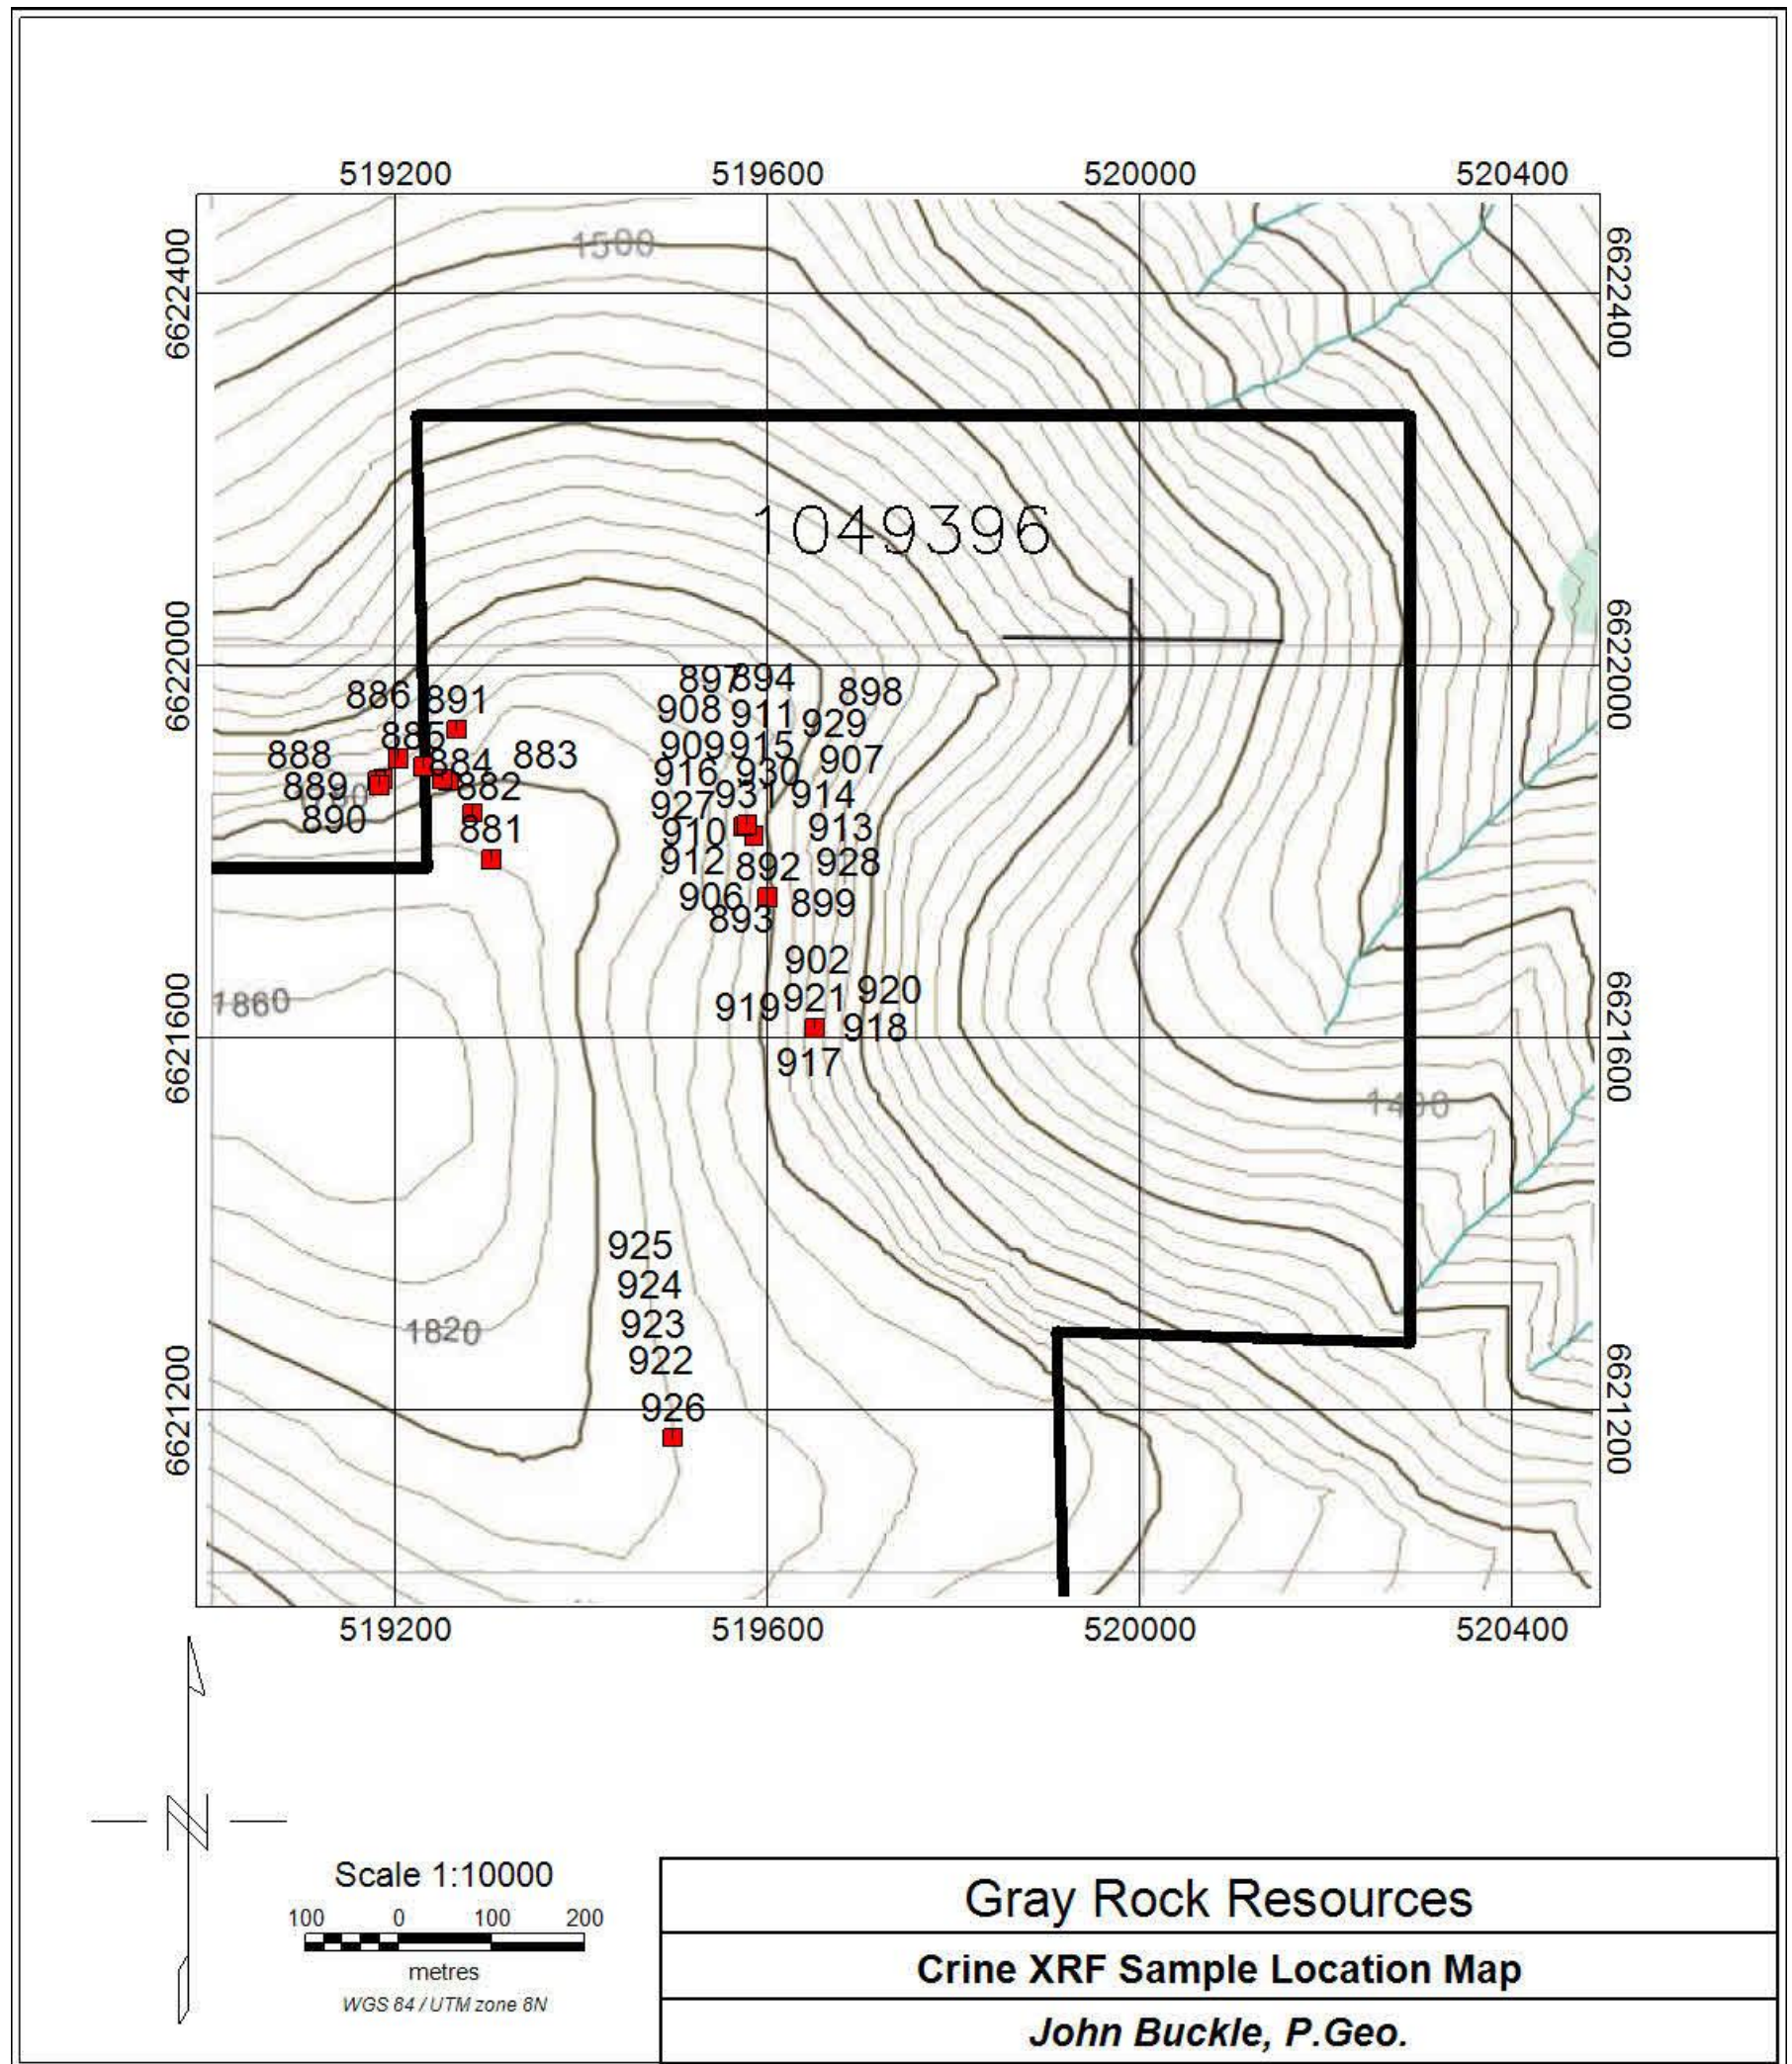 519200 519600 520000 520400
6622400
6622400
1500
1049396
6622000
6622000
897 894 898
886 891
908 911 929
885
909 915 907
888 884 883
916 930
889 882
927 931 914
890 881
910 913
912 892 928
906 899
893
902
1860
919 921 920
918
6621600
6621600
917
1400
925
924
923
1820
922
6621200
6621200
926
519200 519600 520000 520400
N
Scale 1:10000
100 0 100 200
metres
WGS 84 / UTM zone 8N
Gray Rock Resources
Crine XRF Sample Location Map
John Buckle, P.Geo.